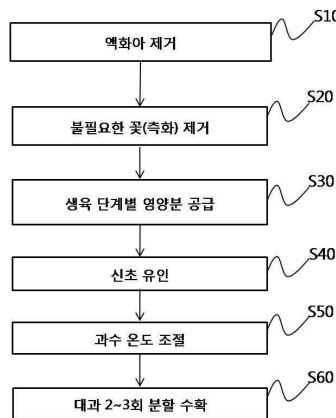 S10
액화아 제거
S20
불필요한 꽃(측화) 제거
S30
생육 단계별 영양분 공급
S40
신초 유인
S50
과수 온도 조절
S60
대과 2~3회 분할 수확